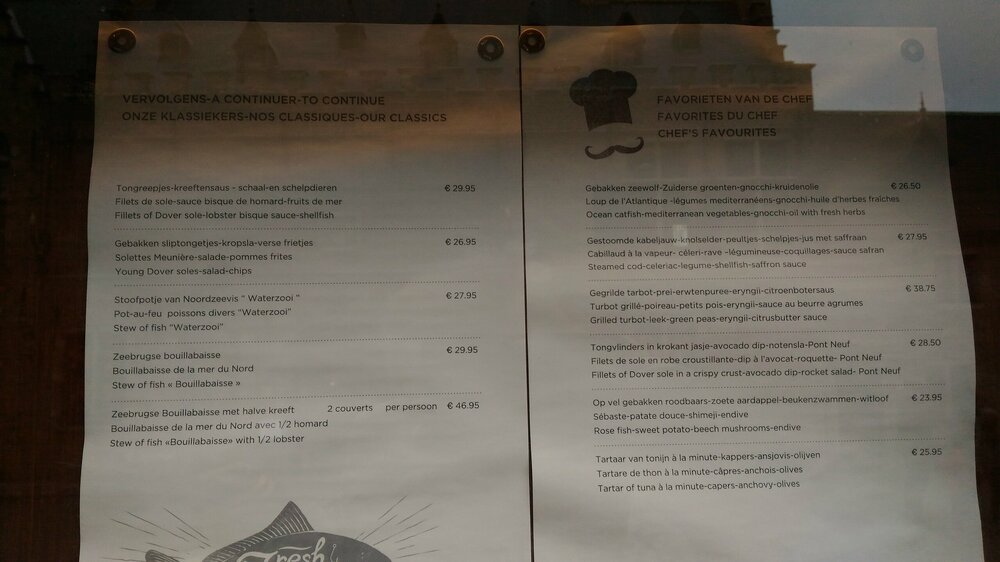 VERVOLGENS-A CONTINUER-TO CONTINUE
ONZE KLASSIEKERS-NOS CLASSIQUES-OUR CLASSICS
Tongreepjes-kreeftensaus - schaal-en schelpdieren € 29.95
Filets de sole-sauce bisque de homard-fruits de mer
Fillets of Dover sole-lobster bisque sauce-shellfish
Gebakken sliptongetjes-kropsla-verse frietjes € 26.95
Solettes Meunière-salade-pommes frites
Young Dover soles-salad-chips
Stoofpotje van Noordzeevis " Waterzooi " € 27.95
Pot-au-feu poissons divers "Waterzooi"
Stew of fish "Waterzooi"
Zeebrugse bouillabaisse € 29.95
Bouillabaisse de la mer du Nord
Stew of fish « Bouillabaisse »
Zeebrugse Bouillabaisse met halve kreeft 2 couverts per persoon € 46.95
Bouillabaisse de la mer du Nord avec 1/2 homard
Stew of fish «Bouillabaisse» with 1/2 lobster
Fresh
FAVORIETEN VAN DE CHEF
FAVORITES DU CHEF
CHEF'S FAVOURITES
Gebakken zeewolf-Zuiderse groenten-gnocchi-kruidenolie € 26.50
Loup de l'Atlantique -légumes mediterranéens-gnocchi-huile d'herbes fraîches
Ocean catfish-mediterranean vegetables-gnocchi-oil with fresh herbs
Gestoomde kabeljauw-knolselder-peultjes-schelpjes-jus met saffraan € 27.95
Cabillaud à la vapeur- céleri-rave -légumineuse-coquillages-sauce safran
Steamed cod-celeriac-legume-shellfish-saffron sauce
Gegrilde tarbot-prei-erwtenpuree-eryngii-citroenbotersaus € 38.75
Turbot grillé-poireau-petits pois-eryngii-sauce au beurre agrumes
Grilled turbot-leek-green peas-eryngii-citrusbutter sauce
Tongvlinders in krokant jasje-avocado dip-notensla-Pont Neuf € 28.50
Filets de sole en robe croustillante-dip à l'avocat-roquette- Pont Neuf
Fillets of Dover sole in a crispy crust-avocado dip-rocket salad- Pont Neuf
Op vel gebakken roodbaars-zoete aardappel-beukenzwammen-witloof € 23.95
Sébaste-patate douce-shimeji-endive
Rose fish-sweet potato-beech mushrooms-endive
Tartaar van tonijn à la minute-kappers-ansjovis-olijven € 25.95
Tartare de thon à la minute-câpres-anchois-olives
Tartar of tuna à la minute-capers-anchovy-olives